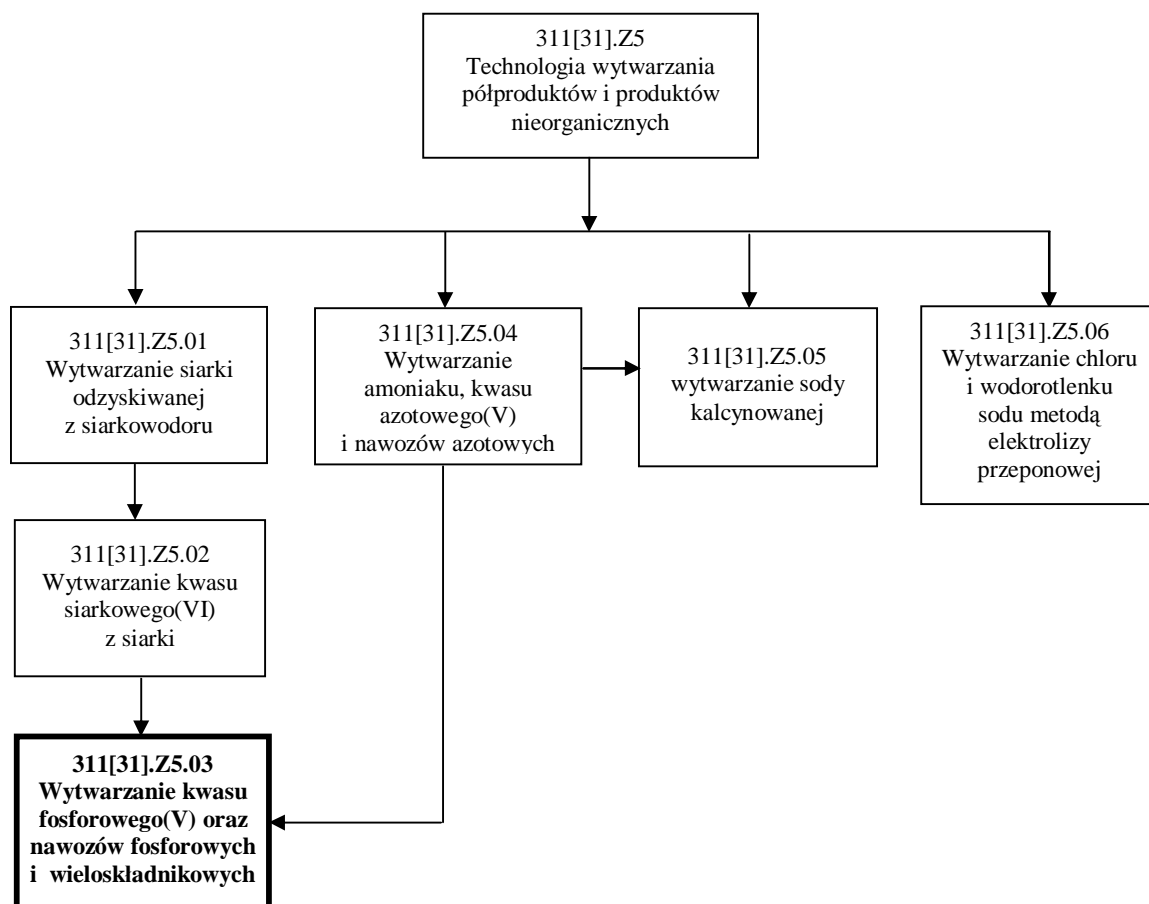 311[31].Z5
Technologia wytwarzania
półproduktów i produktów
nieorganicznych
311[31].Z5.01
Wytwarzanie siarki
odzyskiwanej
z siarkowodoru
311[31].Z5.04
Wytwarzanie
amoniaku, kwasu
azotowego(V)
i nawozów azotowych
311[31].Z5.05
wytwarzanie sody
kalcynowanej
311[31].Z5.06
Wytwarzanie chloru
i wodorotlenku
sodu metodą
elektrolizy
przeponowej
311[31].Z5.02
Wytwarzanie kwasu
siarkowego(VI)
z siarki
311[31].Z5.03
Wytwarzanie kwasu
fosforowego(V) oraz
nawozów fosforowych
i wieloskładnikowych